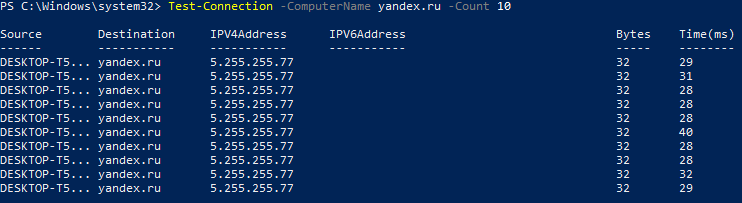 PS C:\Windows\system32> Test-Connection -ComputerName yandex.ru -Count 10
Source Destination IPV4Address IPV6Address Bytes Time(ms)
------ ----------- ----------- ----------- ----- --------
DESKTOP-T5... yandex.ru 5.255.255.77 32 29
DESKTOP-T5... yandex.ru 5.255.255.77 32 31
DESKTOP-T5... yandex.ru 5.255.255.77 32 28
DESKTOP-T5... yandex.ru 5.255.255.77 32 28
DESKTOP-T5... yandex.ru 5.255.255.77 32 28
DESKTOP-T5... yandex.ru 5.255.255.77 32 40
DESKTOP-T5... yandex.ru 5.255.255.77 32 28
DESKTOP-T5... yandex.ru 5.255.255.77 32 28
DESKTOP-T5... yandex.ru 5.255.255.77 32 32
DESKTOP-T5... yandex.ru 5.255.255.77 32 29